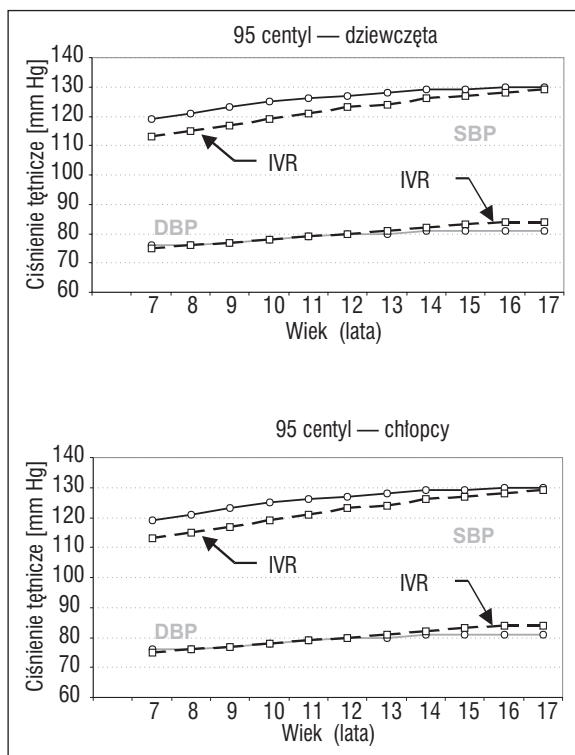 95 centyl — dziewczęta
Ciśnienie tętnicze [mm Hg]
140
130
120
110
100
90
80
70
60
SBP
IVR
IVR
DBP
7 8 9 10 11 12 13 14 15 16 17
Wiek (lata)
95 centyl — chłopcy
Ciśnienie tętnicze [mm Hg]
140
130
120
110
100
90
80
70
60
SBP
IVR
IVR
DBP
7 8 9 10 11 12 13 14 15 16 17
Wiek (lata)